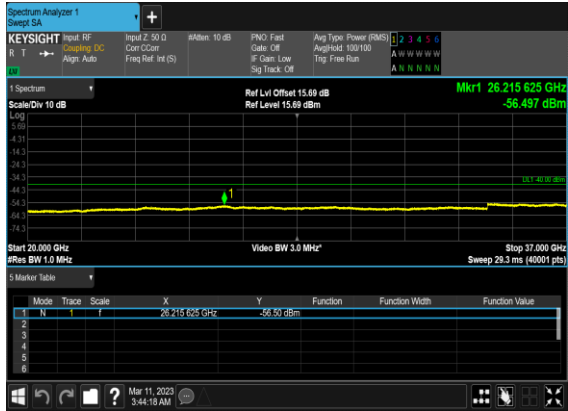 Spectrum Analyzer 1
Swept SA
+
KEYSIGHT Input: RF Input Z: 50 Ω #Atten: 10 dB PNO: Fast Avg Type: Power (RMS) 1 2 3 4 5 6
R T Coupling: DC Corr CCorr Gate: Off Avg|Hold: 100/100 A W W W W W
Align: Auto Freq Ref: Int (S) IF Gain: Low Trig: Free Run
LU Sig Track: Off A N N N N N
1 Spectrum Ref Lvl Offset 15.69 dB Mkr1 26.215 625 GHz
Scale/Div 10 dB Ref Level 15.69 dBm -56.497 dBm
Log
5.69
-4.31
-14.3
-24.3
-34.3
DL1 -40.00 dBm
-44.3
1
-54.3
-64.3
-74.3
Start 20.000 GHz Video BW 3.0 MHz* Stop 37.000 GHz
#Res BW 1.0 MHz Sweep 29.3 ms (40001 pts)
5 Marker Table
Mode Trace Scale X Y Function Function Width Function Value
1 N 1 f 26.215 625 GHz -56.50 dBm
2
3
4
5
6
? Mar 11, 2023
3:44:18 AM